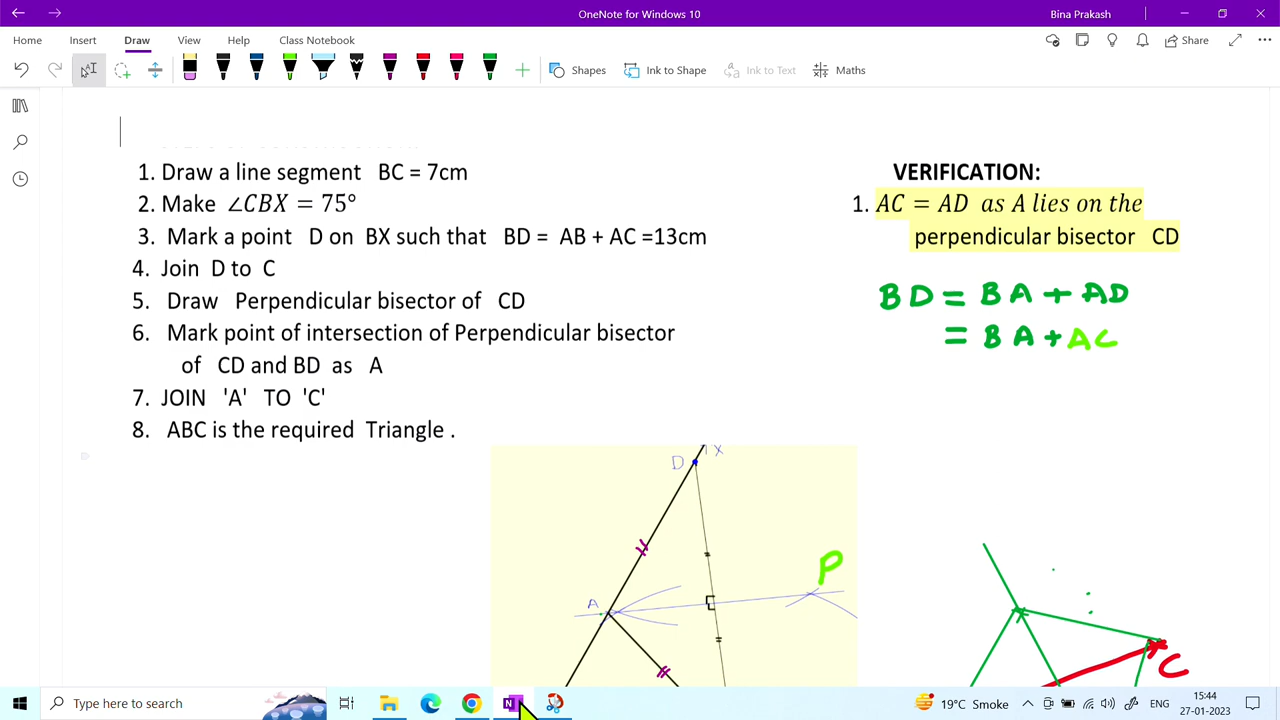 OneNote for Windows 10
Bina Prakash
Home Insert Draw View Help Class Notebook
Share
Shapes Ink to Shape Ink to Text Maths
1. Draw a line segment BC = 7cm
2. Make ∠CBX = 75°
3. Mark a point D on BX such that BD = AB + AC =13cm
4. Join D to C
5. Draw Perpendicular bisector of CD
6. Mark point of intersection of Perpendicular bisector
of CD and BD as A
7. JOIN 'A' TO 'C'
8. ABC is the required Triangle .
VERIFICATION:
1. AC = AD as A lies on the
perpendicular bisector CD
BD = BA + AD
= BA + AC
D X
P
A
C
Type here to search
19°C Smoke
ENG
15:44
27-01-2023